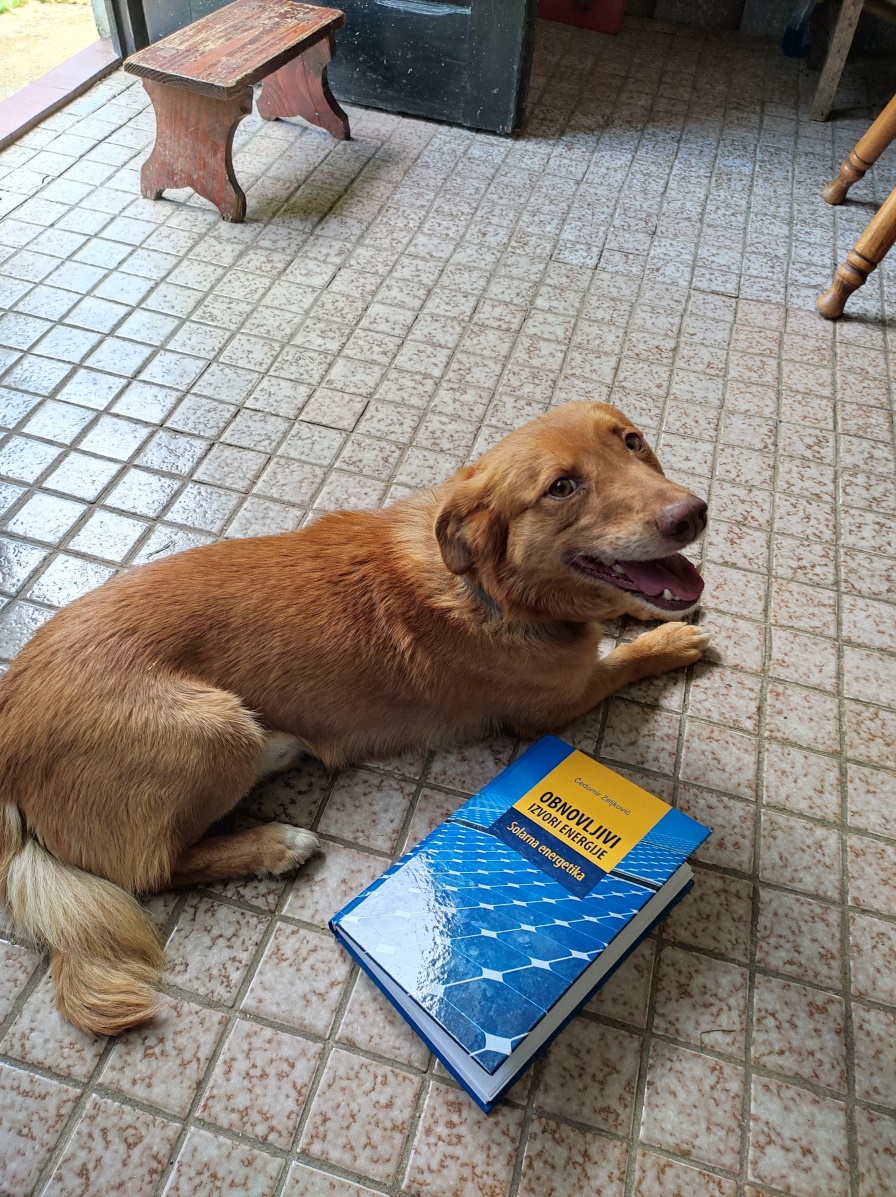 Čedomir Zeljković
OBNOVLJIVI
IZVORI ENERGIJE
Solarna energetika